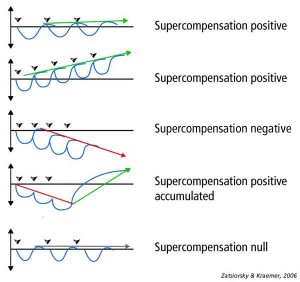 Supercompensation positive
Supercompensation positive
Supercompensation negative
Supercompensation positive
accumulated
Supercompensation null
Zatsiorsky & Kraemer, 2006